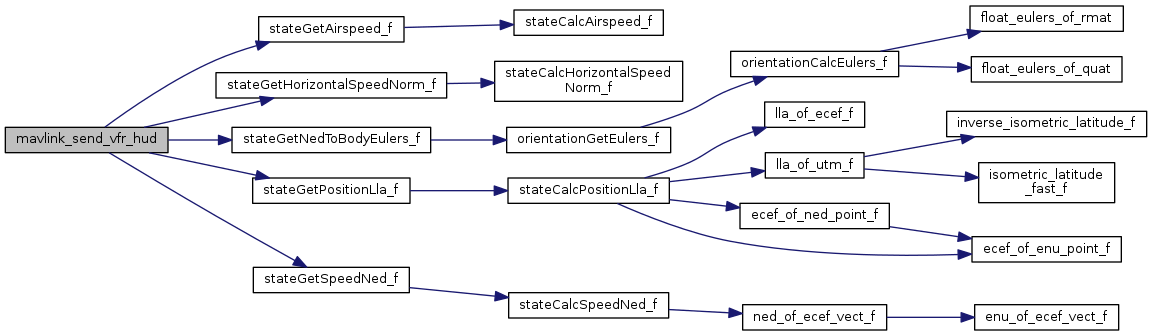 mavlink_send_vfr_hud
stateGetAirspeed_f
stateCalcAirspeed_f
stateGetHorizontalSpeedNorm_f
stateCalcHorizontalSpeed
Norm_f
stateGetNedToBodyEulers_f
orientationGetEulers_f
orientationCalcEulers_f
float_eulers_of_rmat
float_eulers_of_quat
stateGetPositionLla_f
stateCalcPositionLla_f
lla_of_ecef_f
lla_of_utm_f
inverse_isometric_latitude_f
isometric_latitude
_fast_f
ecef_of_ned_point_f
ecef_of_enu_point_f
stateGetSpeedNed_f
stateCalcSpeedNed_f
ned_of_ecef_vect_f
enu_of_ecef_vect_f